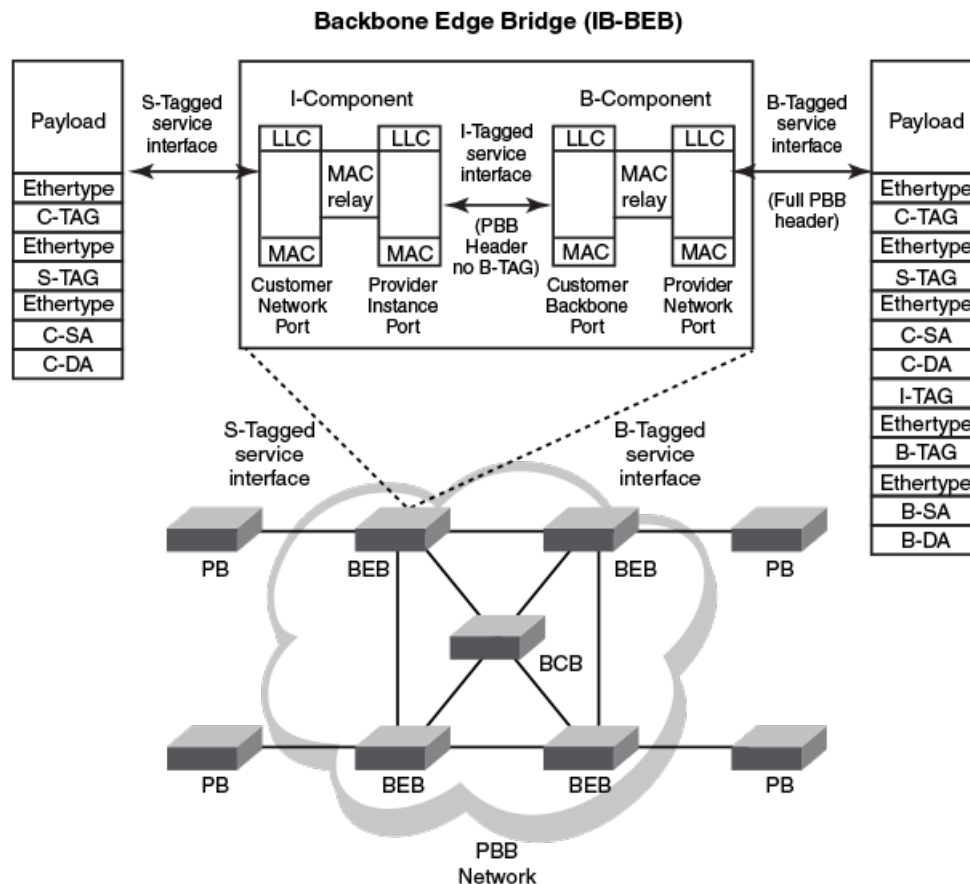 Backbone Edge Bridge (IB-BEB)
Payload
Ethertype
C-TAG
Ethertype
S-TAG
Ethertype
C-SA
C-DA
S-Tagged
service
interface
I-Component
LLC
LLC
MAC
relay
MAC
MAC
Customer
Network
Port
Provider
Instance
Port
I-Tagged
service
interface
(PBB
Header
no B-TAG)
B-Component
LLC
LLC
MAC
relay
MAC
MAC
Customer
Backbone
Port
Provider
Network
Port
B-Tagged
service
interface
(Full PBB
header)
Payload
Ethertype
C-TAG
Ethertype
S-TAG
Ethertype
C-SA
C-DA
I-TAG
Ethertype
B-TAG
Ethertype
B-SA
B-DA
S-Tagged
service
interface
B-Tagged
service
interface
PB
BEB
BEB
PB
BCB
PB
BEB
BEB
PB
PBB
Network